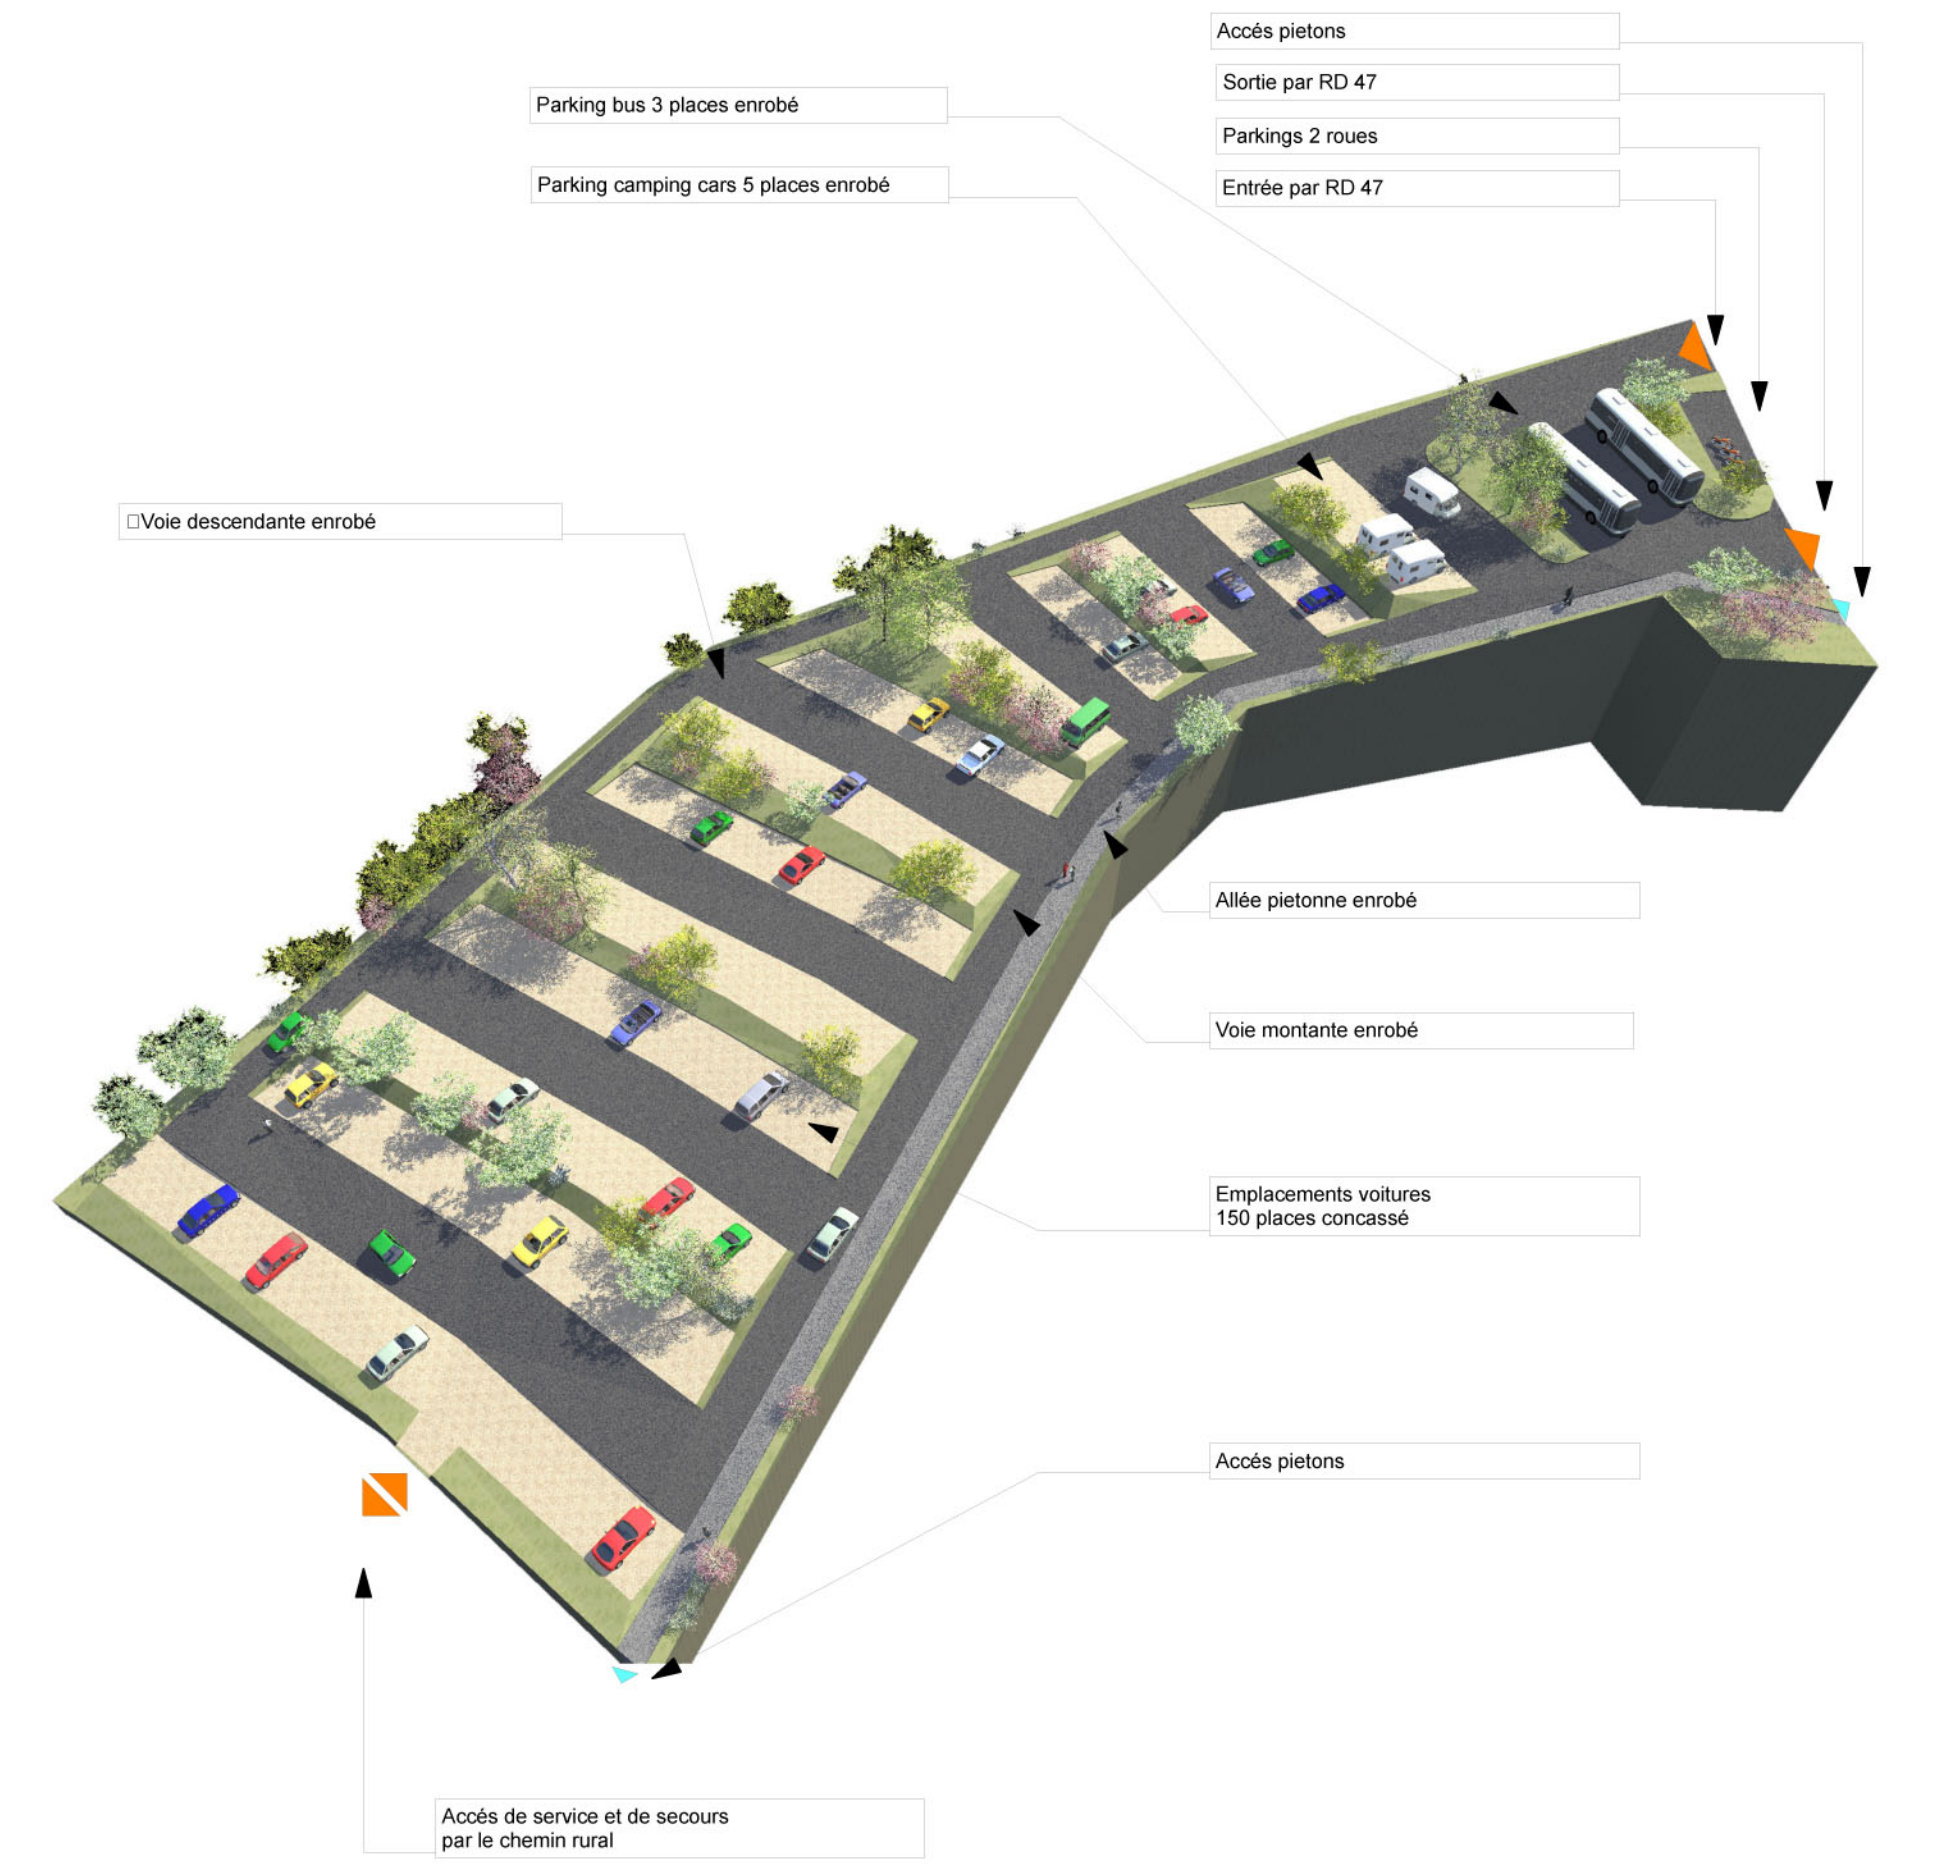 Accés pietons
Sortie par RD 47
Parking bus 3 places enrobé
Parkings 2 roues
Parking camping cars 5 places enrobé
Entrée par RD 47
□Voie descendante enrobé
Allée pietonne enrobé
Voie montante enrobé
Emplacements voitures
150 places concassé
Accés pietons
Accés de service et de secours
par le chemin rural